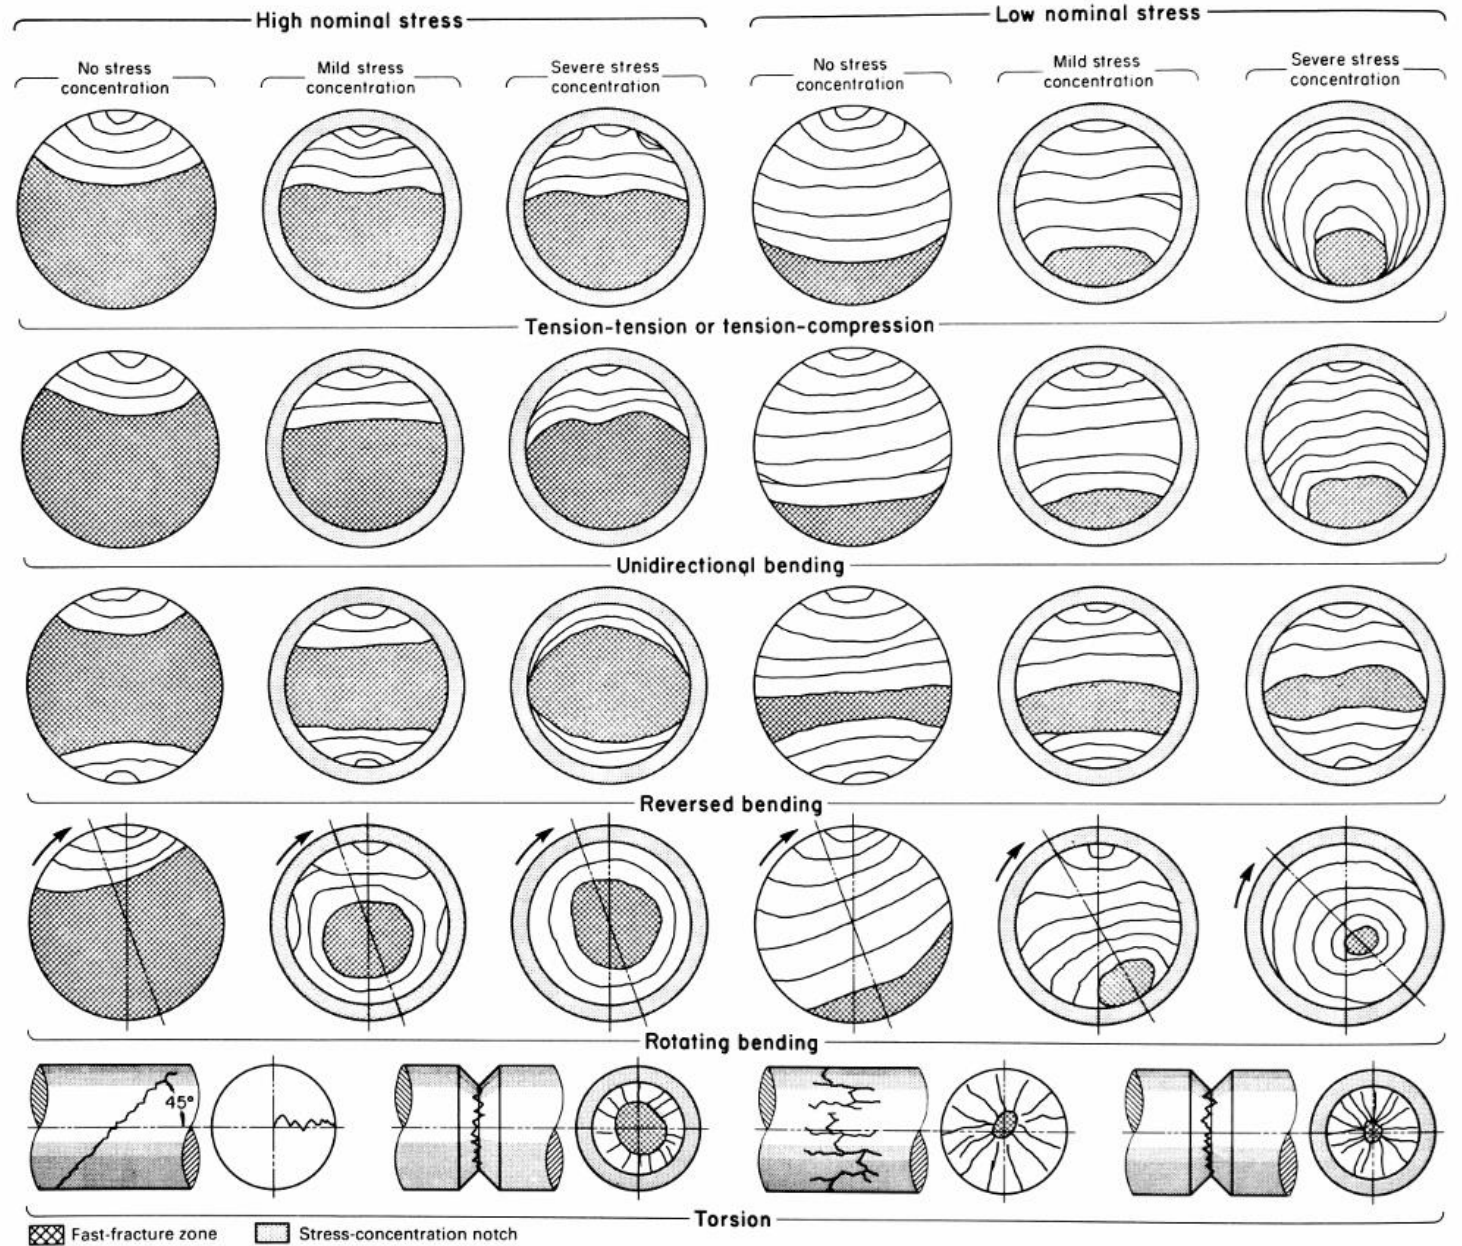 High nominal stress
Low nominal stress
No stress
concentration
Mild stress
concentration
Severe stress
concentration
No stress
concentration
Mild stress
concentration
Severe stress
concentration
Tension-tension or tension-compression
Unidirectional bending
Reversed bending
Rotating bending
45°
Torsion
Fast-fracture zone
Stress-concentration notch